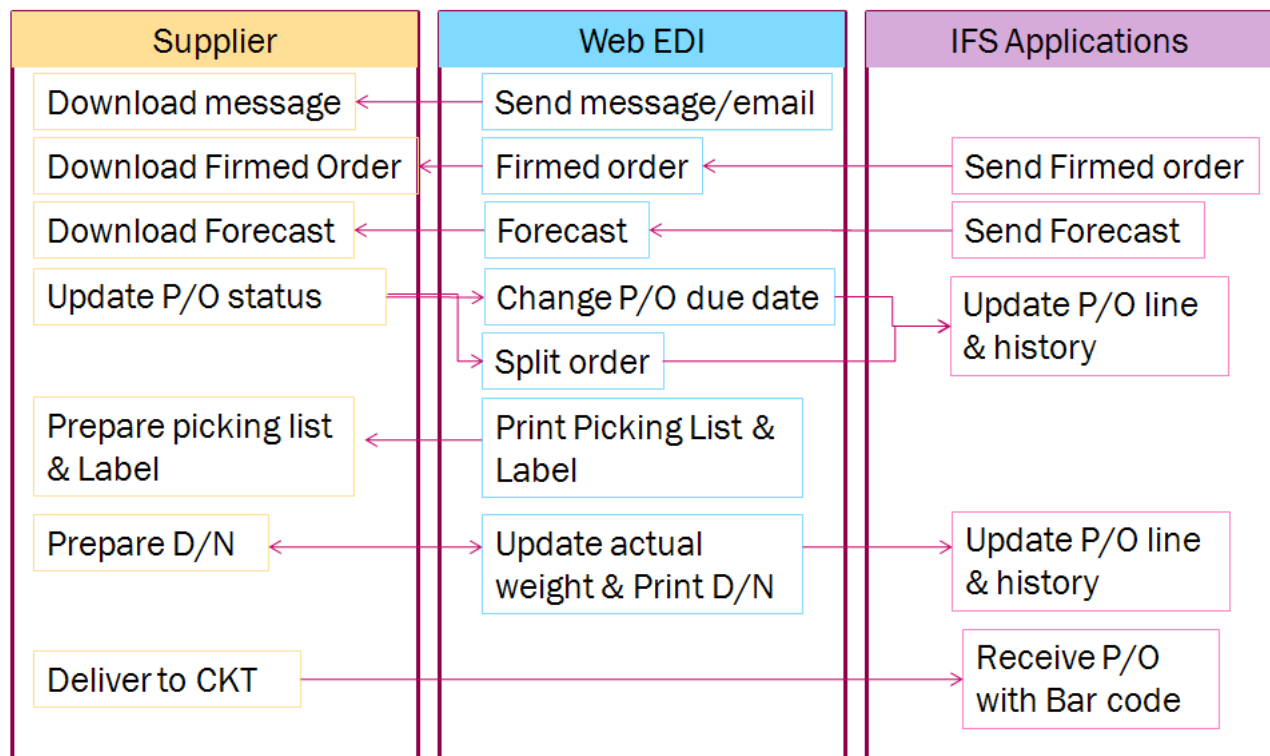 Supplier
Web EDI
IFS Applications
Download message
Send message/email
Download Firmed Order
Firmed order
Send Firmed order
Download Forecast
Forecast
Send Forecast
Update P/O status
Change P/O due date
Update P/O line
& history
Split order
Prepare picking list
& Label
Print Picking List &
Label
Prepare D/N
Update actual
weight & Print D/N
Update P/O line
& history
Deliver to CKT
Receive P/O
with Bar code